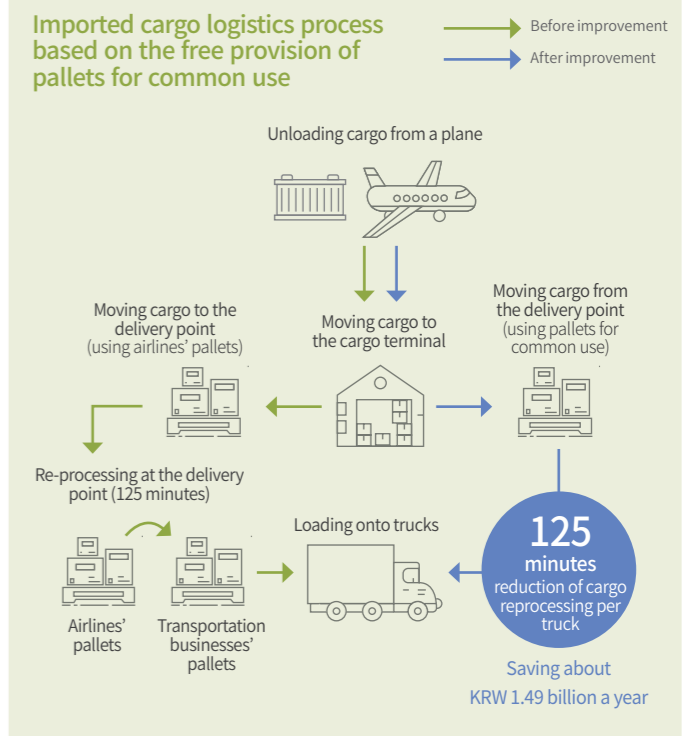 Imported cargo logistics process
based on the free provision of
pallets for common use
Before improvement
After improvement
Unloading cargo from a plane
Moving cargo to the
delivery point
(using airlines’ pallets)
Moving cargo to
the cargo terminal
Moving cargo from
the delivery point
(using pallets for
common use)
Re-processing at the delivery
point (125 minutes)
Airlines’
pallets
Transportation
businesses’
pallets
Loading onto trucks
125
minutes
reduction of cargo
reprocessing per
truck
Saving about
KRW 1.49 billion a year